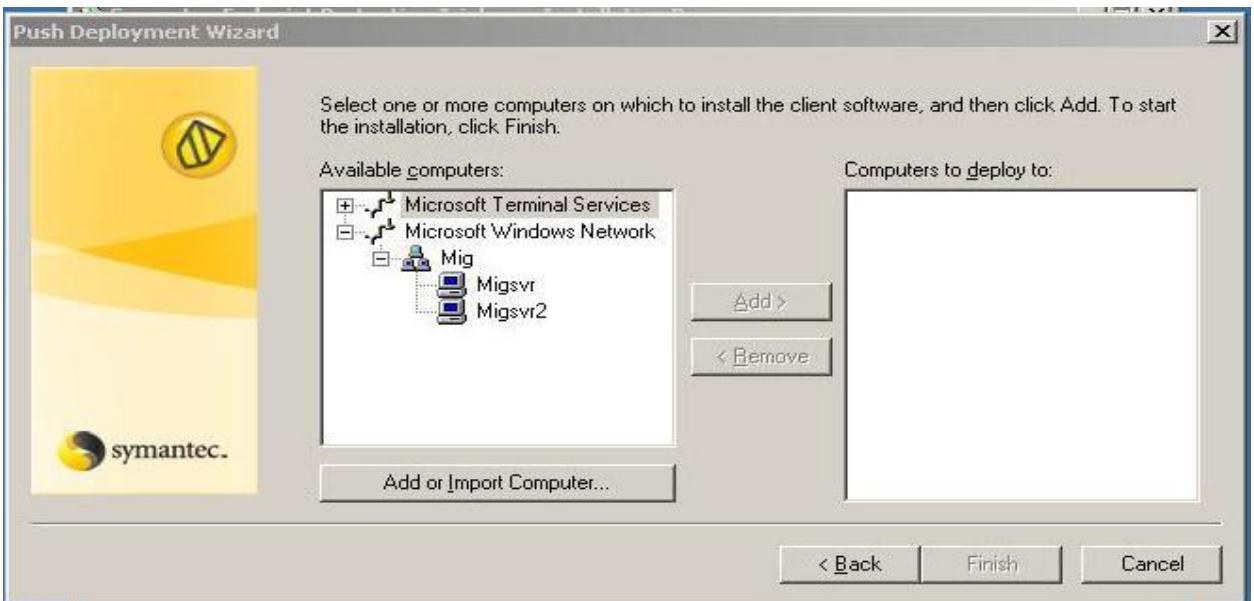 Push Deployment Wizard
Select one or more computers on which to install the client software, and then click Add. To start
the installation, click Finish.
Available computers:
Computers to deploy to:
Microsoft Terminal Services
Microsoft Windows Network
Mig
Migsvr
Migsvr2
Add >
< Remove
symantec.
Add or Import Computer...
< Back
Finish
Cancel